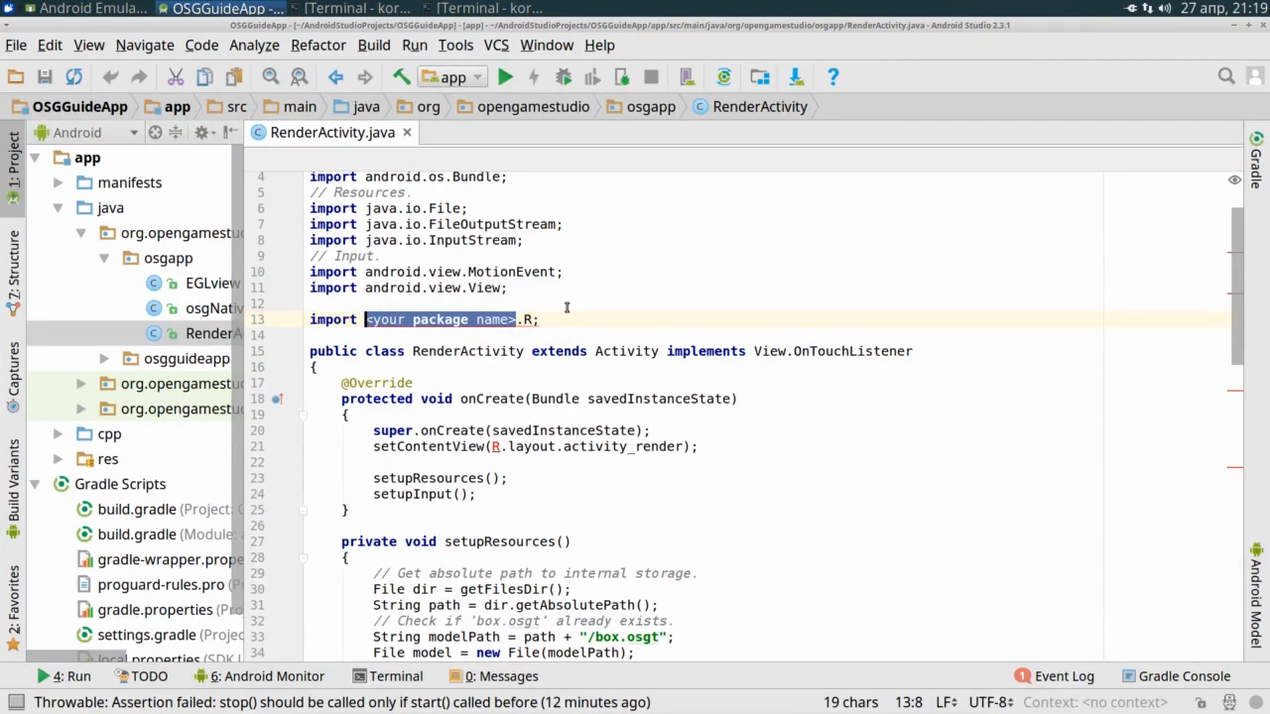 Android Emula...
OSGGuideApp -...
[Terminal - kor...
[Terminal - kor...
27 апр, 21:19
OSGGuideApp - [~/AndroidStudioProjects/OSGGuideApp] - [app] - ~/AndroidStudioProjects/OSGGuideApp/app/src/main/java/org/opengamestudio/osgapp/RenderActivity.java - Android Studio 2.3.1
File Edit View Navigate Code Analyze Refactor Build Run Tools VCS Window Help
app
OSGGuideApp app src main java org opengamestudio osgapp RenderActivity
Android
RenderActivity.java
1: Project
7: Structure
Captures
Build Variants
2: Favorites
app
manifests
java
org.opengamestu
osgapp
EGLview
osgNati
RenderA
osgguideapp
org.opengamestu
org.opengamestu
cpp
res
Gradle Scripts
build.gradle (Project:
build.gradle (Module:
gradle-wrapper.prope
proguard-rules.pro
gradle.properties
settings.gradle (Projec
local.properties (SDK
4 import android.os.Bundle;
5 // Resources.
6 import java.io.File;
7 import java.io.FileOutputStream;
8 import java.io.InputStream;
9 // Input.
10 import android.view.MotionEvent;
11 import android.view.View;
12
13 import <your package name>.R;
14
15 public class RenderActivity extends Activity implements View.OnTouchListener
16 {
17 @Override
18 protected void onCreate(Bundle savedInstanceState)
19 {
20 super.onCreate(savedInstanceState);
21 setContentView(R.layout.activity_render);
22
23 setupResources();
24 setupInput();
25 }
26
27 private void setupResources()
28 {
29 // Get absolute path to internal storage.
30 File dir = getFilesDir();
31 String path = dir.getAbsolutePath();
32 // Check if 'box.osgt' already exists.
33 String modelPath = path + "/box.osgt";
34 File model = new File(modelPath);
Gradle
Android Model
4: Run TODO 6: Android Monitor Terminal 0: Messages 1 Event Log Gradle Console
Throwable: Assertion failed: stop() should be called only if start() called before (12 minutes ago) 19 chars 13:8 LF UTF-8 Context: <no context>